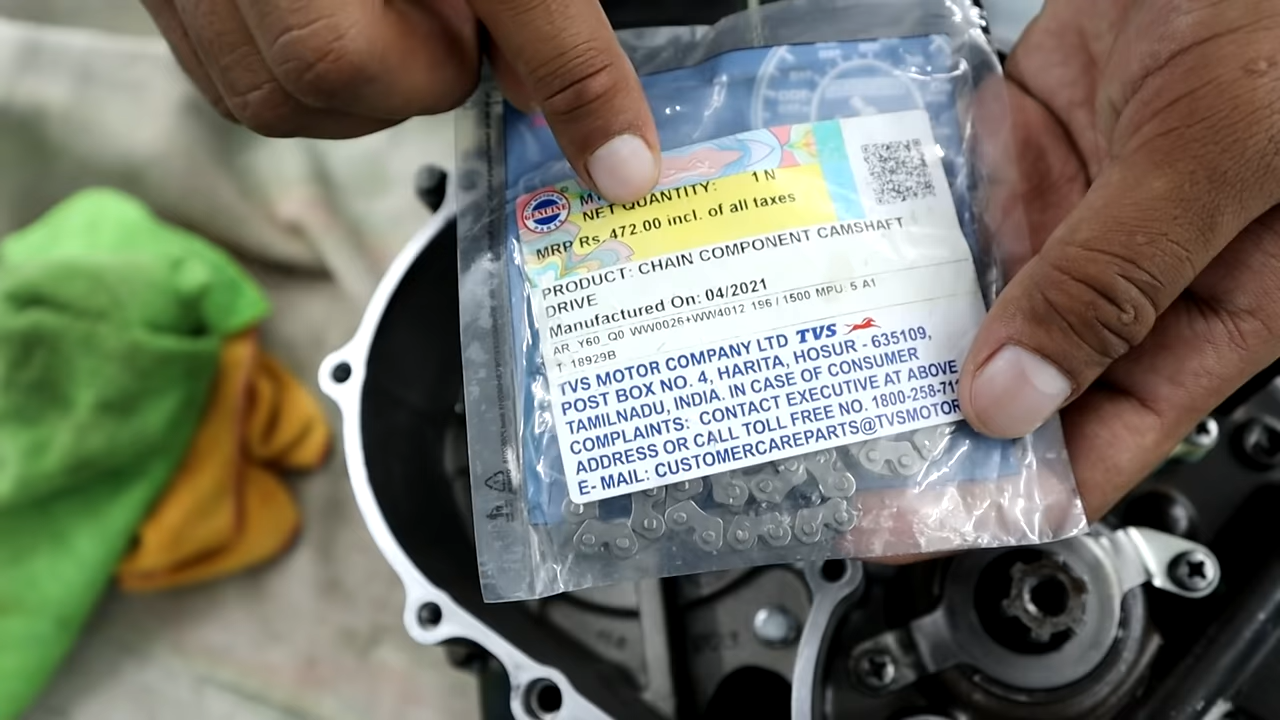 GENUINE
NET QUANTITY: 1 N
MRP Rs. 472.00 incl. of all taxes
PRODUCT: CHAIN COMPONENT CAMSHAFT
DRIVE
Manufactured On: 04/2021
AR_Y60_Q0 WW0026+WW4012 196 / 1500 MPU: 5 A1
T: 18929B
TVS MOTOR COMPANY LTD TVS
POST BOX NO. 4, HARITA, HOSUR - 635109,
TAMILNADU, INDIA. IN CASE OF CONSUMER
COMPLAINTS: CONTACT EXECUTIVE AT ABOVE
ADDRESS OR CALL TOLL FREE NO. 1800-258-71
E- MAIL: CUSTOMERCAREPARTS@TVSMOTOR